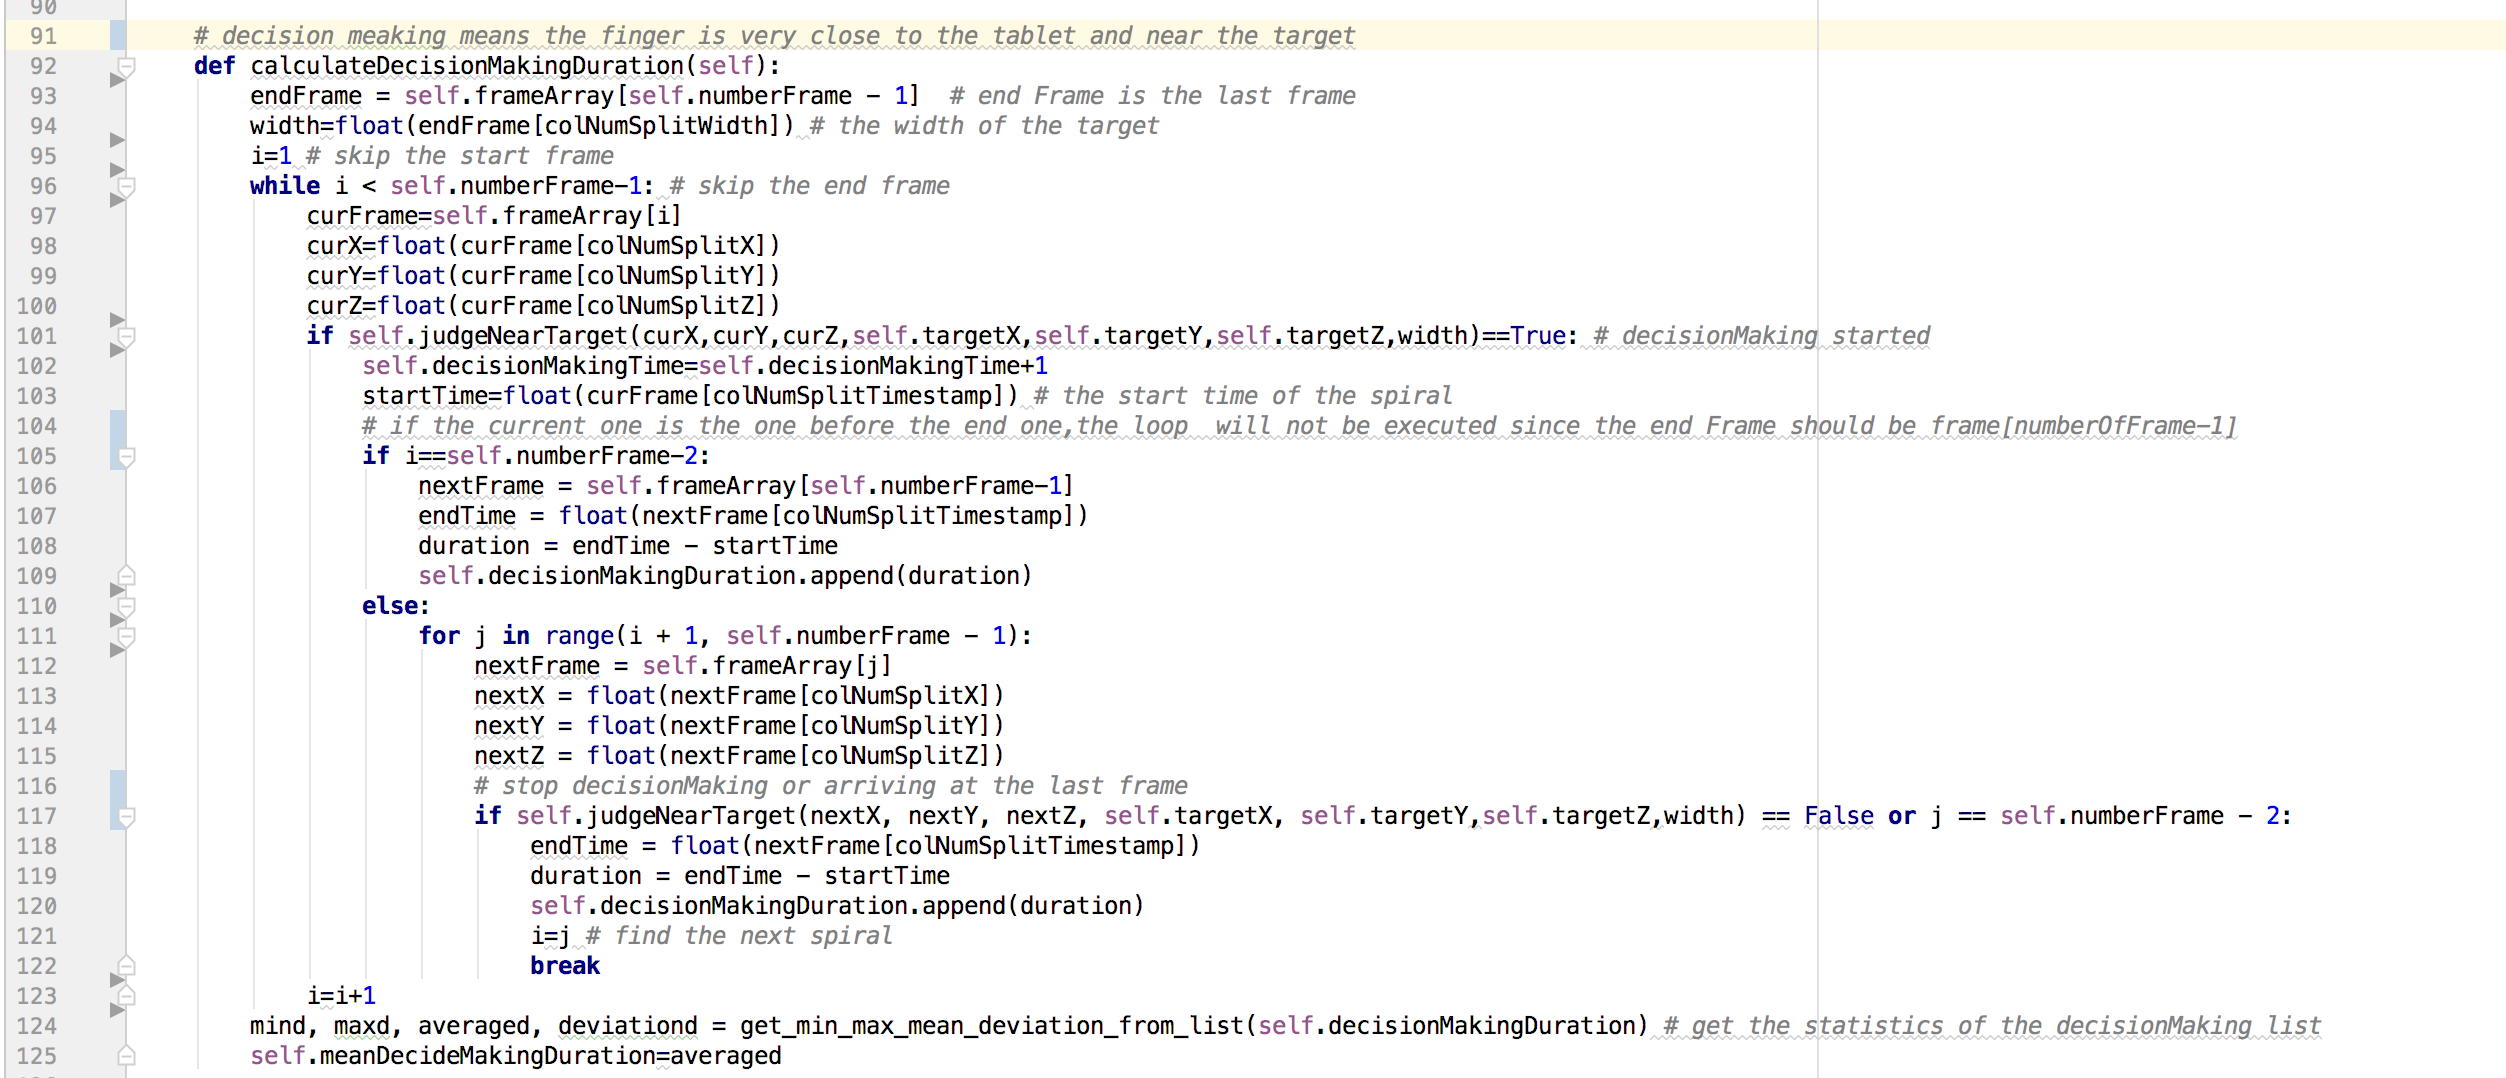 90
91 # decision meaking means the finger is very close to the tablet and near the target
92 def calculateDecisionMakingDuration(self):
93 endFrame = self.frameArray[self.numberFrame - 1]  # end Frame is the last frame
94 width=float(endFrame[colNumSplitWidth]) # the width of the target
95 i=1 # skip the start frame
96 while i < self.numberFrame-1: # skip the end frame
97 curFrame=self.frameArray[i]
98 curX=float(curFrame[colNumSplitX])
99 curY=float(curFrame[colNumSplitY])
100 curZ=float(curFrame[colNumSplitZ])
101 if self.judgeNearTarget(curX,curY,curZ,self.targetX,self.targetY,self.targetZ,width)==True: # decisionMaking started
102 self.decisionMakingTime=self.decisionMakingTime+1
103 startTime=float(curFrame[colNumSplitTimestamp]) # the start time of the spiral
104 # if the current one is the one before the end one,the loop  will not be executed since the end Frame should be frame[numberOfFrame-1]
105 if i==self.numberFrame-2:
106 nextFrame = self.frameArray[self.numberFrame-1]
107 endTime = float(nextFrame[colNumSplitTimestamp])
108 duration = endTime - startTime
109 self.decisionMakingDuration.append(duration)
110 else:
111 for j in range(i + 1, self.numberFrame - 1):
112 nextFrame = self.frameArray[j]
113 nextX = float(nextFrame[colNumSplitX])
114 nextY = float(nextFrame[colNumSplitY])
115 nextZ = float(nextFrame[colNumSplitZ])
116 # stop decisionMaking or arriving at the last frame
117 if self.judgeNearTarget(nextX, nextY, nextZ, self.targetX, self.targetY,self.targetZ,width) == False or j == self.numberFrame - 2:
118 endTime = float(nextFrame[colNumSplitTimestamp])
119 duration = endTime - startTime
120 self.decisionMakingDuration.append(duration)
121 i=j # find the next spiral
122 break
123 i=i+1
124 mind, maxd, averaged, deviationd = get_min_max_mean_deviation_from_list(self.decisionMakingDuration) # get the statistics of the decisionMaking list
125 self.meanDecideMakingDuration=averaged